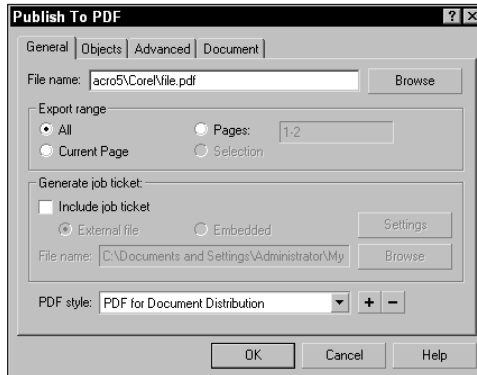 Publish To PDF
General Objects Advanced Document
File name: acro5\Corel\file.pdf Browse
Export range
All Pages: 1-2
Current Page Selection
Generate job ticket:
Include job ticket
External file Embedded Settings
File name: C:\Documents and Settings\Administrator\My Browse
PDF style: PDF for Document Distribution + −
OK Cancel Help